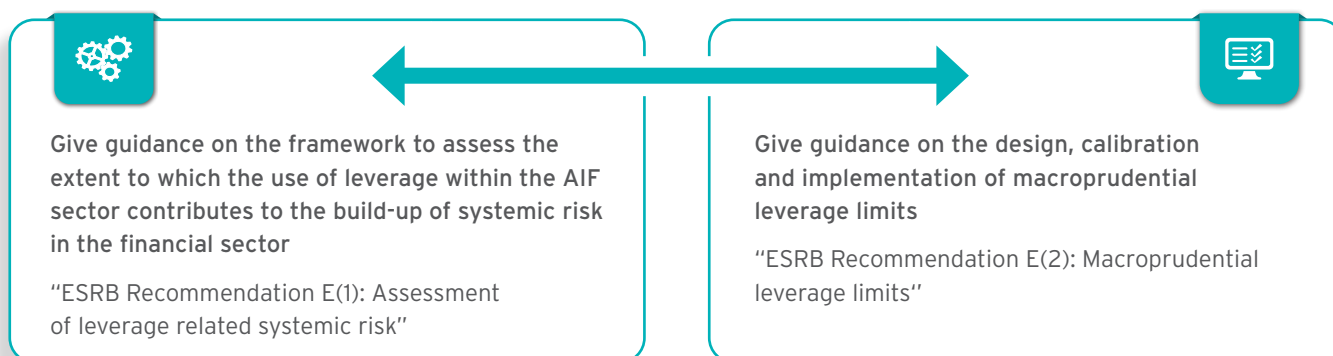 Give guidance on the framework to assess the
extent to which the use of leverage within the AIF
sector contributes to the build-up of systemic risk
in the financial sector
“ESRB Recommendation E(1): Assessment
of leverage related systemic risk”
Give guidance on the design, calibration
and implementation of macroprudential
leverage limits
“ESRB Recommendation E(2): Macroprudential
leverage limits‘’